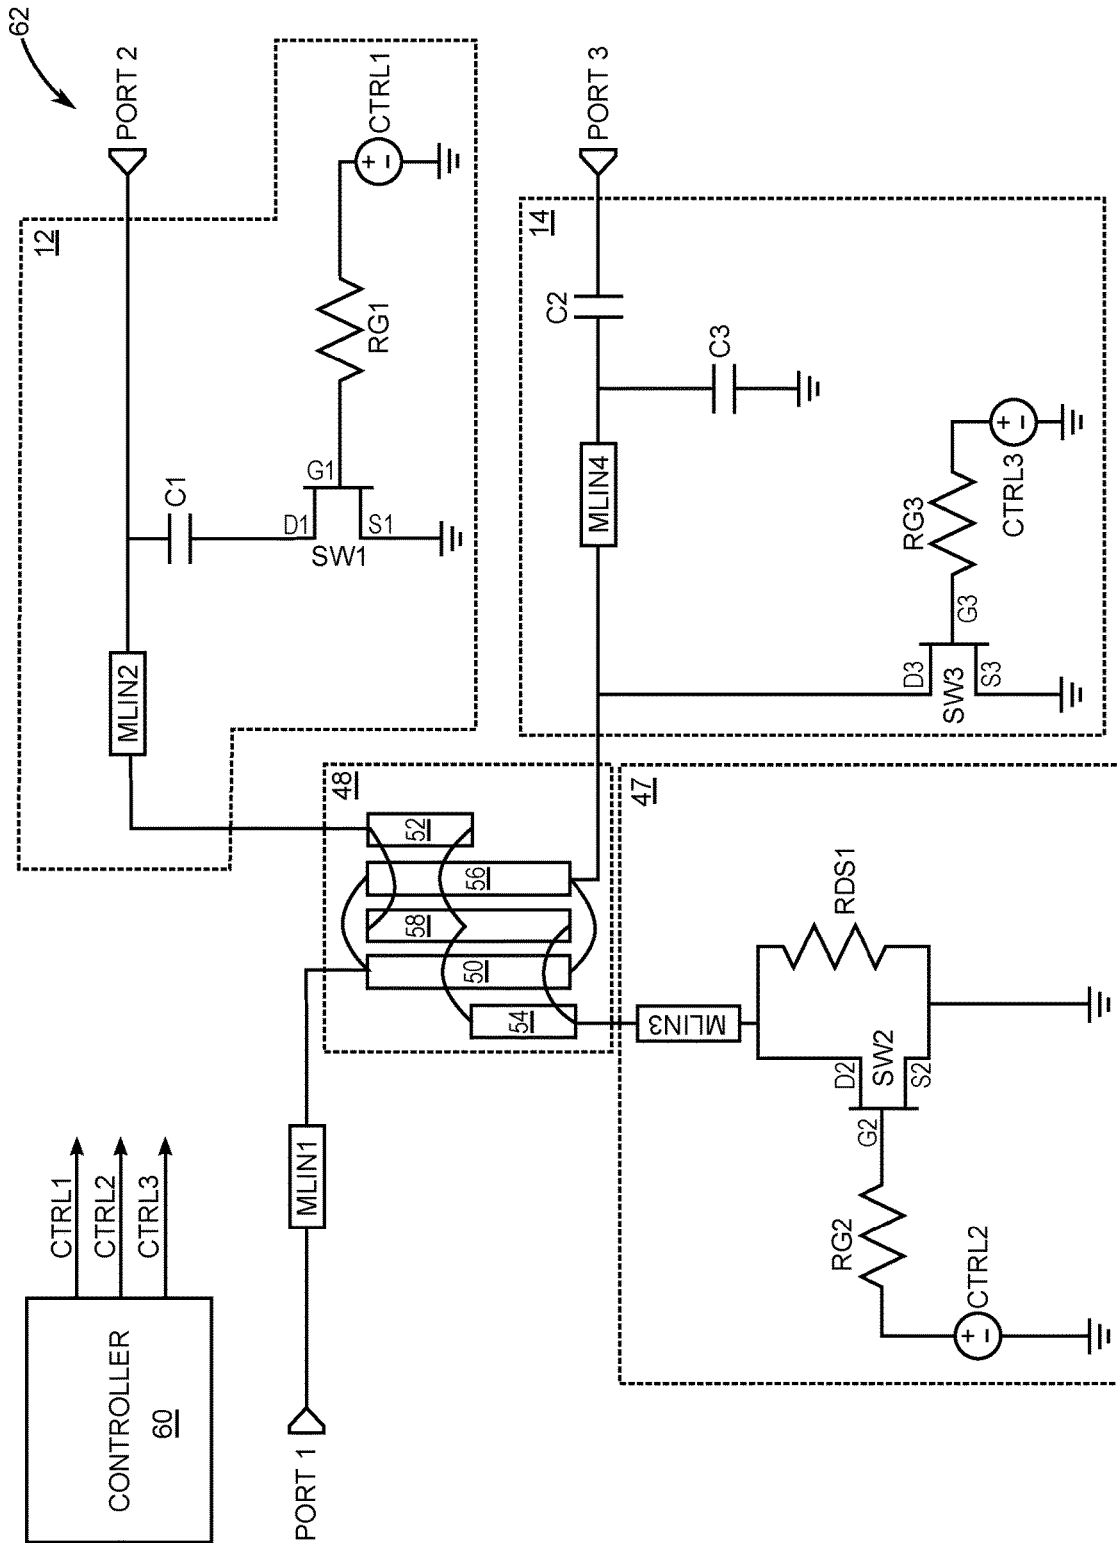 62
CONTROLLER
60
CTRL1
CTRL2
CTRL3
PORT 1
MLIN1
12
MLIN2
C1
D1
G1
S1
SW1
RG1
+
-
CTRL1
PORT 2
48
50
52
54
56
58
14
MLIN4
C2
C3
D3
G3
S3
SW3
RG3
+
-
CTRL3
PORT 3
47
MLIN3
RDS1
D2
G2
S2
SW2
RG2
+
-
CTRL2